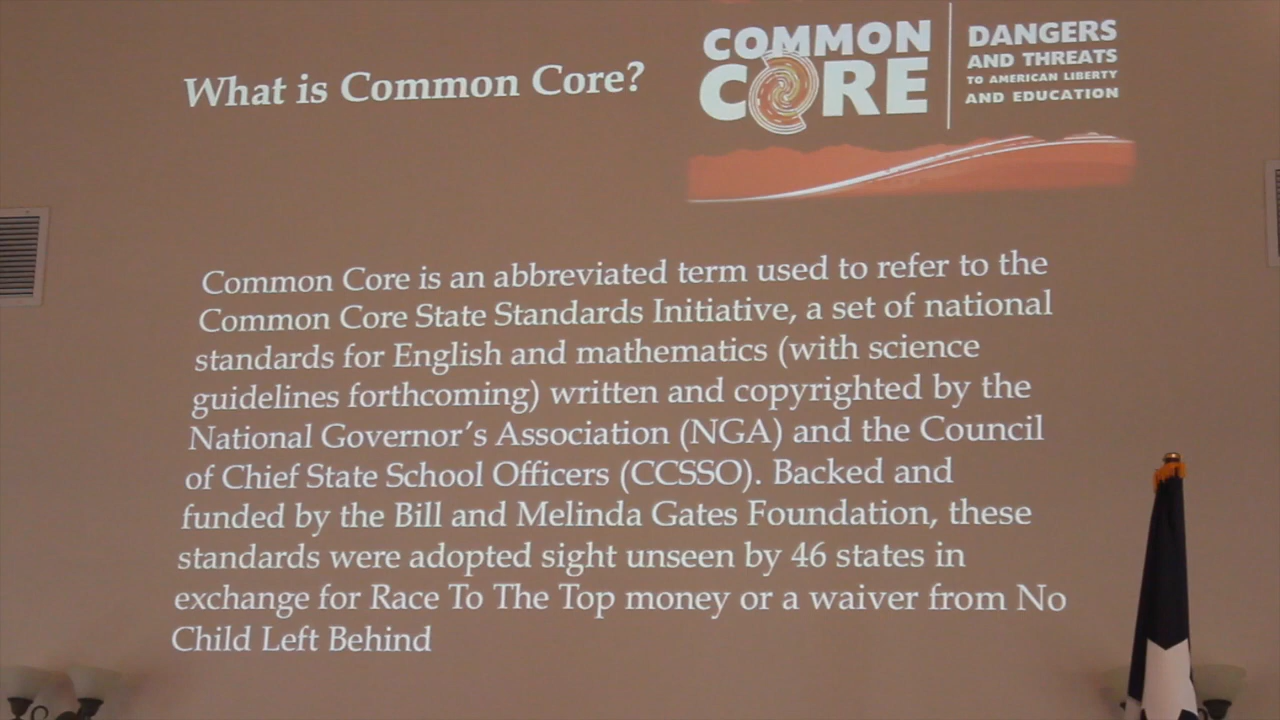 What is Common Core?
COMMON
CORE
DANGERS
AND THREATS
TO AMERICAN LIBERTY
AND EDUCATION
Common Core is an abbreviated term used to refer to the
Common Core State Standards Initiative, a set of national
standards for English and mathematics (with science
guidelines forthcoming) written and copyrighted by the
National Governor's Association (NGA) and the Council
of Chief State School Officers (CCSSO). Backed and
funded by the Bill and Melinda Gates Foundation, these
standards were adopted sight unseen by 46 states in
exchange for Race To The Top money or a waiver from No
Child Left Behind